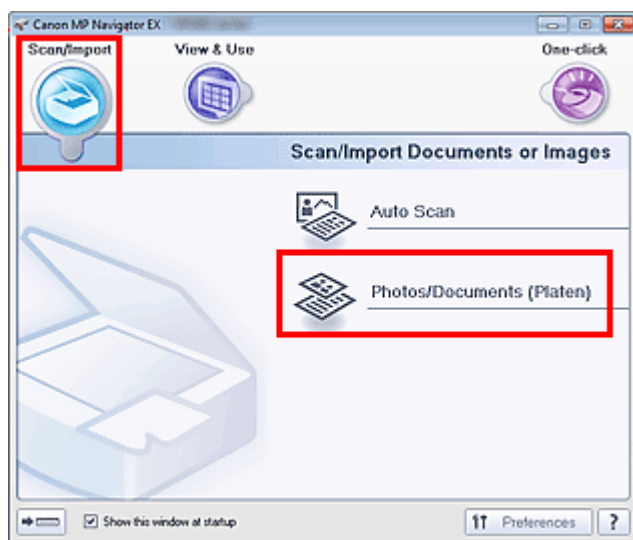 Canon MP Navigator EX
Scan/Import View & Use One-click
Scan/Import Documents or Images
Auto Scan
Photos/Documents (Platen)
Show this window at startup Preferences ?